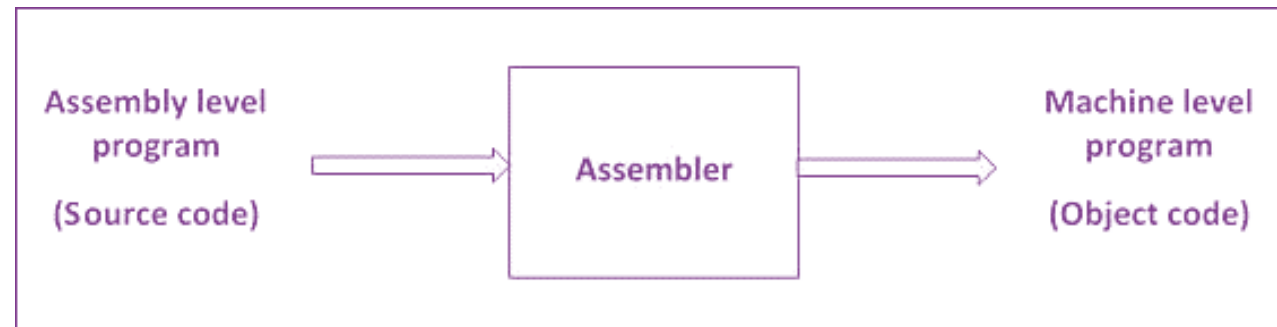 Assembly level
program
(Source code)
Assembler
Machine level
program
(Object code)